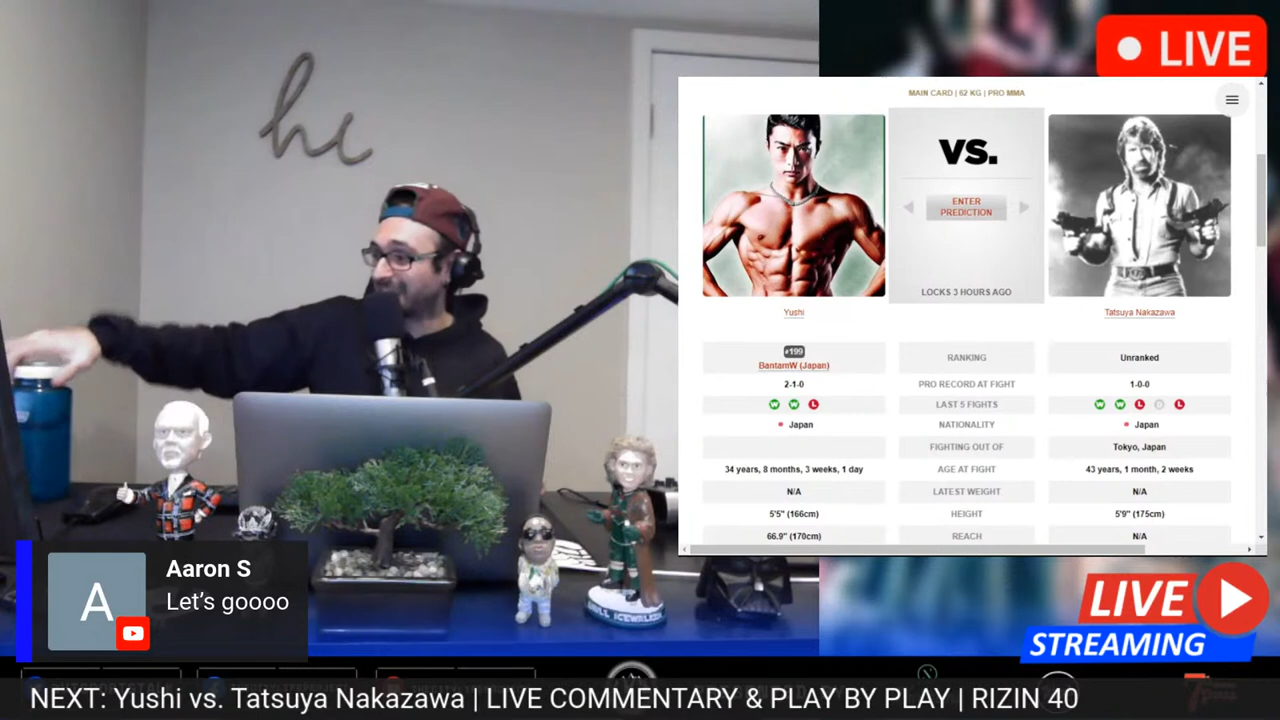 hi
LIVE
MAIN CARD | 62 KG | PRO MMA
VS.
ENTER
PREDICTION
LOCKS 3 HOURS AGO
Yushi
Tatsuya Nakazawa
#199
BantamW (Japan)
RANKING
Unranked
2-1-0
PRO RECORD AT FIGHT
1-0-0
W W L
LAST 5 FIGHTS
W W L D L
Japan
NATIONALITY
Japan
FIGHTING OUT OF
Tokyo, Japan
34 years, 8 months, 3 weeks, 1 day
AGE AT FIGHT
43 years, 1 month, 2 weeks
N/A
LATEST WEIGHT
N/A
5'5" (166cm)
HEIGHT
5'9" (175cm)
66.9" (170cm)
REACH
N/A
A
Aaron S
Let's goooo
LIVE
STREAMING
NEXT: Yushi vs. Tatsuya Nakazawa | LIVE COMMENTARY & PLAY BY PLAY | RIZIN 40